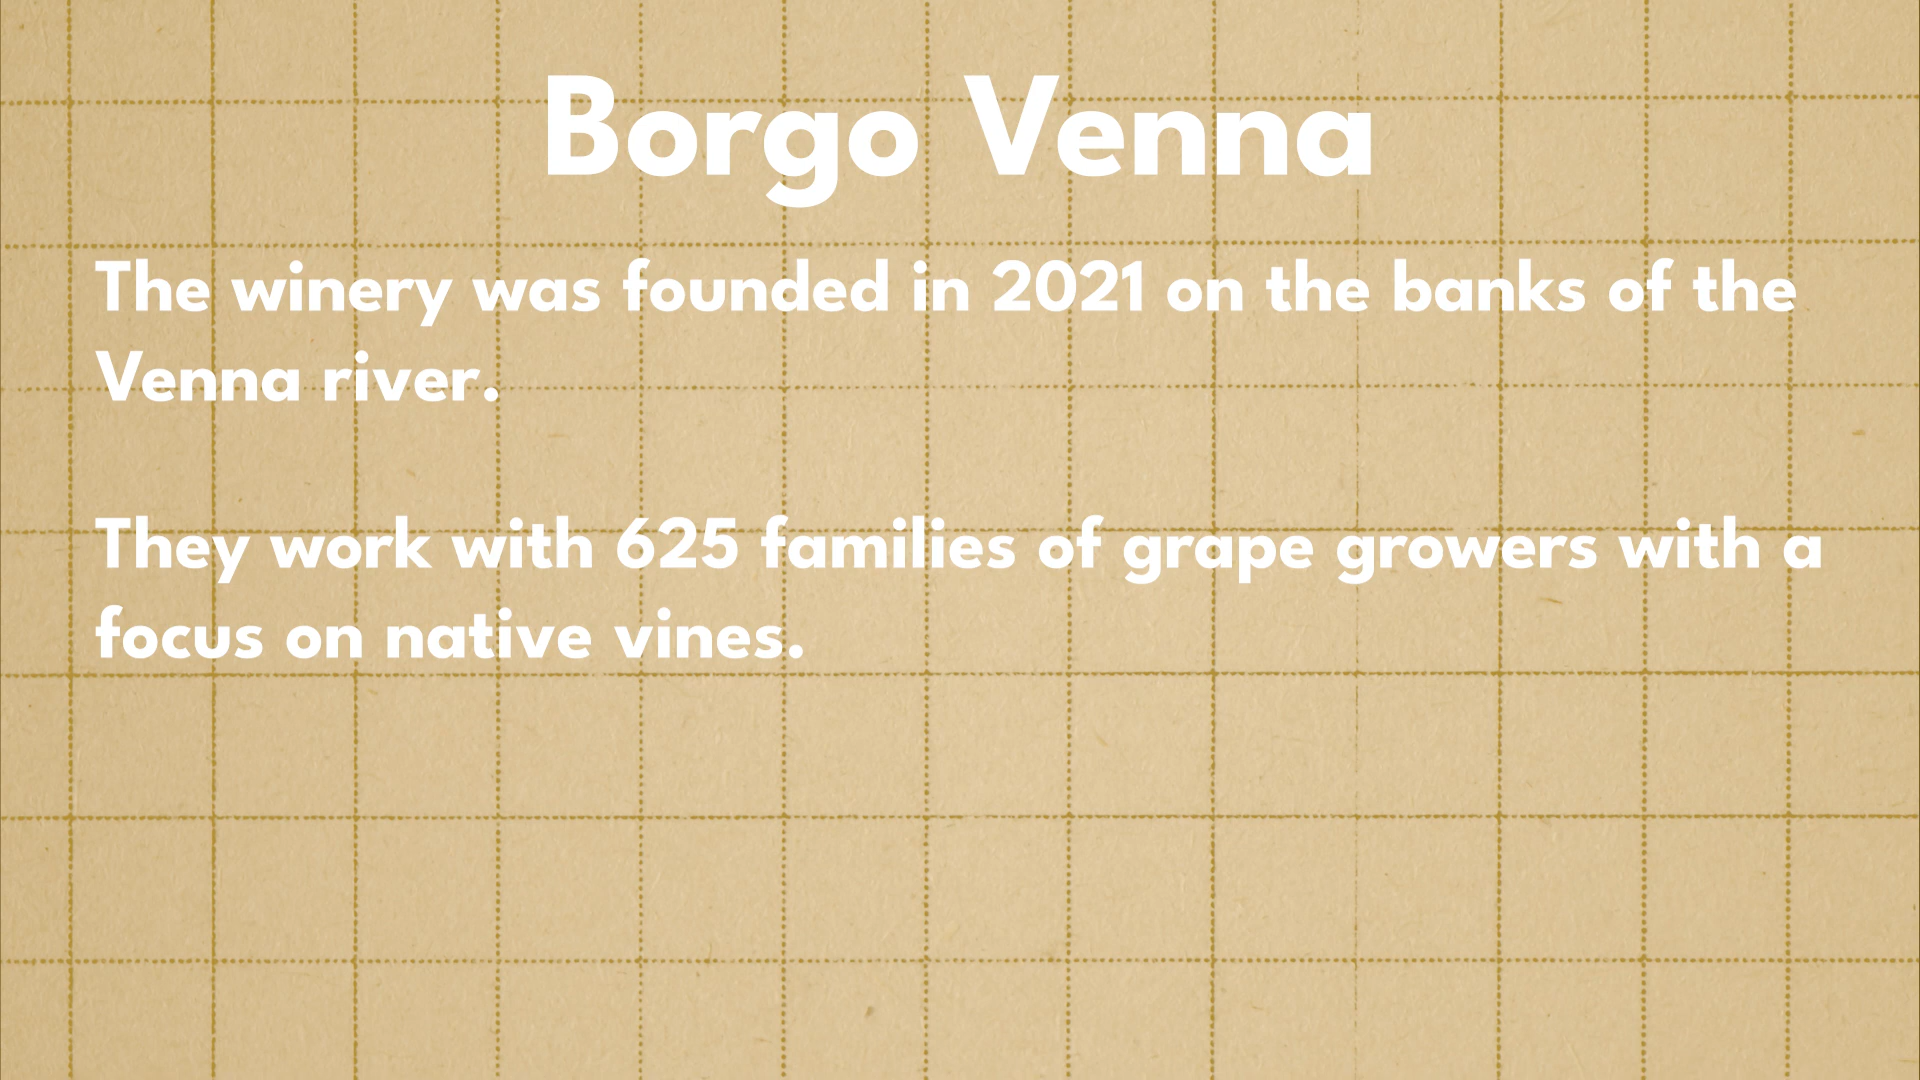 Borgo Venna
The winery was founded in 2021 on the banks of the
Venna river.
They work with 625 families of grape growers with a
focus on native vines.